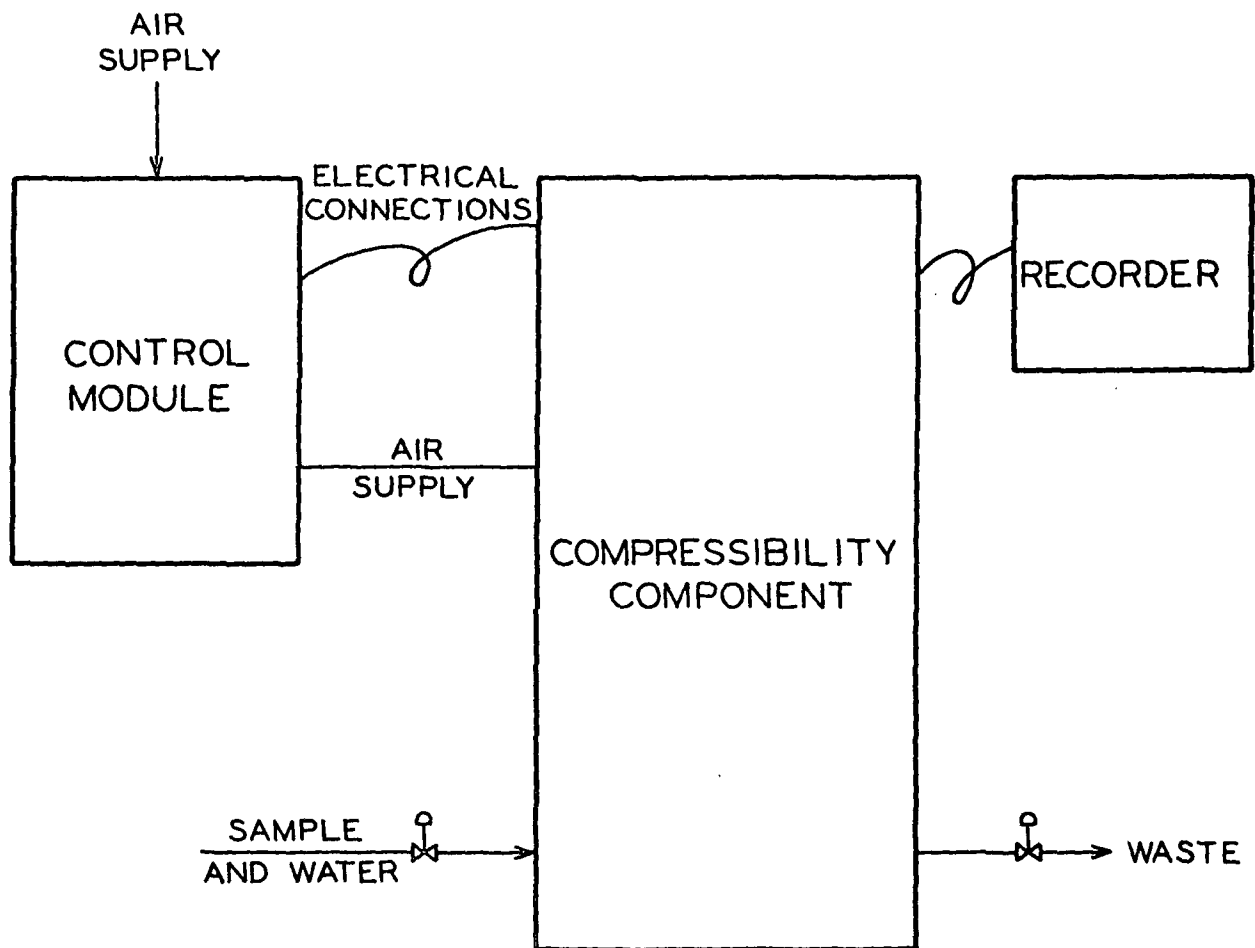 AIR
SUPPLY
ELECTRICAL
CONNECTIONS
RECORDER
CONTROL
MODULE
AIR
SUPPLY
COMPRESSIBILITY
COMPONENT
SAMPLE
AND WATER
WASTE